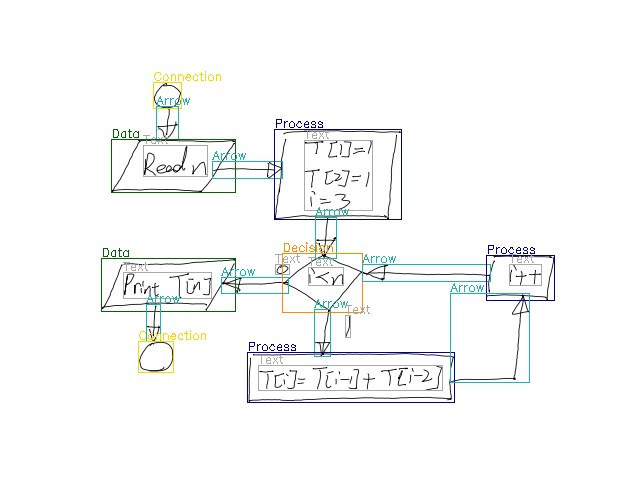 Connection
Arrow
Data
Text
Read n
Arrow
Process
Text
T[1]=1
T[2]=1
i=3
Arrow
Decision
Text
i<n
Text
0
Arrow
Data
Text
Print T[n]
Arrow
Connection
Arrow
Text
1
Arrow
Process
Text
i++
Arrow
Process
Text
T[i]=T[i-1]+T[i-2]